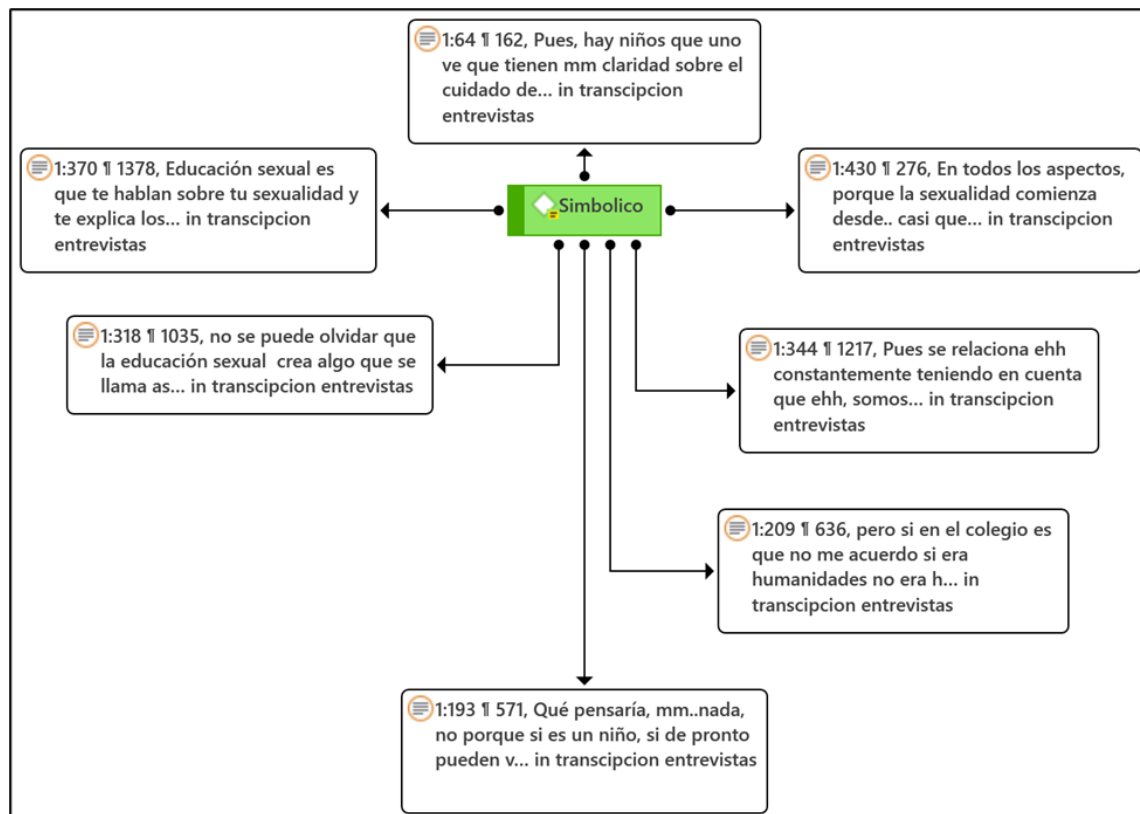 1:64 ¶ 162, Pues, hay niños que uno
ve que tienen mm claridad sobre el
cuidado de... in transcipcion
entrevistas
1:370 ¶ 1378, Educación sexual es
que te hablan sobre tu sexualidad y
te explica los... in transcipcion
entrevistas
Simbolico
1:430 ¶ 276, En todos los aspectos,
porque la sexualidad comienza
desde.. casi que... in transcipcion
entrevistas
1:318 ¶ 1035, no se puede olvidar que
la educación sexual  crea algo que se
llama as... in transcipcion entrevistas
1:344 ¶ 1217, Pues se relaciona ehh
constantemente teniendo en cuenta
que ehh, somos... in transcipcion
entrevistas
1:209 ¶ 636, pero si en el colegio es
que no me acuerdo si era
humanidades no era h... in
transcipcion entrevistas
1:193 ¶ 571, Qué pensaría, mm..nada,
no porque si es un niño, si de pronto
pueden v... in transcipcion entrevistas